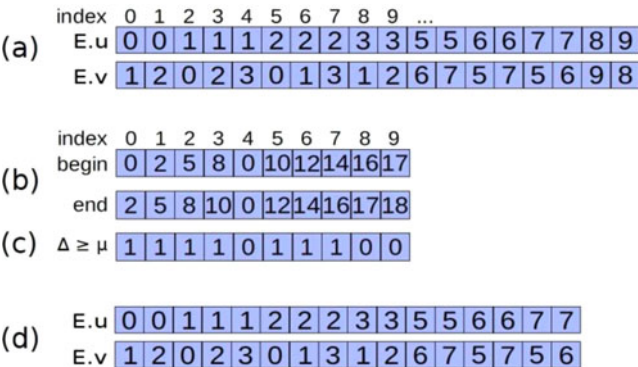 index 0 1 2 3 4 5 6 7 8 9 ...
(a) E.u 0 0 1 1 1 2 2 2 3 3 5 5 6 6 7 7 8 9
E.v 1 2 0 2 3 0 1 3 1 2 6 7 5 7 5 6 9 8
index 0 1 2 3 4 5 6 7 8 9
(b) begin 0 2 5 8 0 10 12 14 16 17
end 2 5 8 10 0 12 14 16 17 18
(c) Δ ≥ μ 1 1 1 1 0 1 1 1 0 0
(d) E.u 0 0 1 1 1 2 2 2 3 3 5 5 6 6 7 7
E.v 1 2 0 2 3 0 1 3 1 2 6 7 5 7 5 6